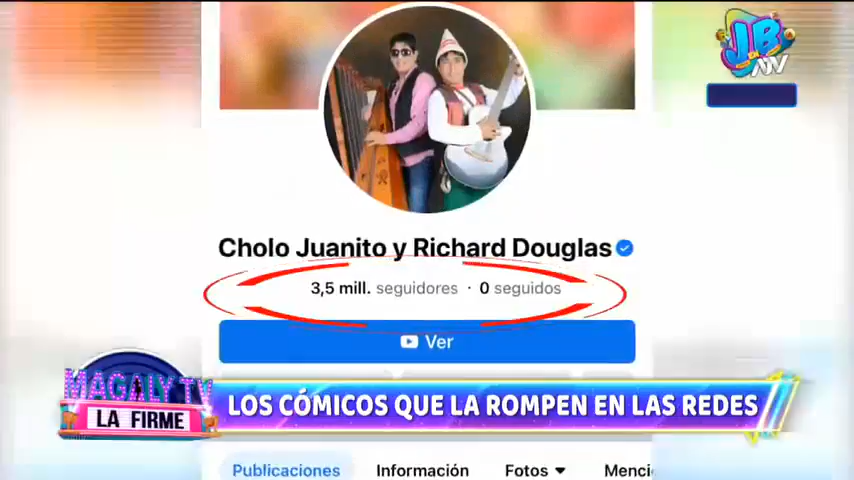 JB
ATV
Cholo Juanito y Richard Douglas
3,5 mill. seguidores · 0 seguidos
Ver
MAGALY TV
LA FIRME
LOS CÓMICOS QUE LA ROMPEN EN LAS REDES
Publicaciones
Información
Fotos
Menci